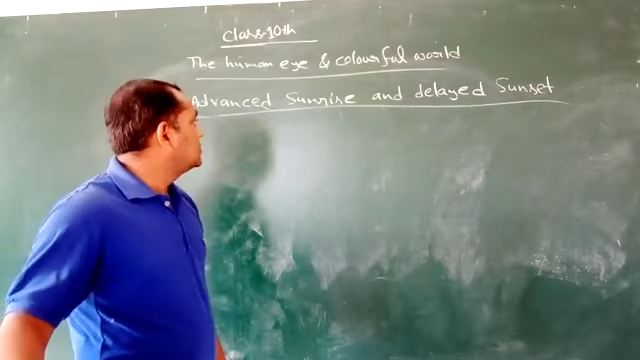 Class-10th
The human eye & colourful world
Advanced Sunrise and delayed Sunset